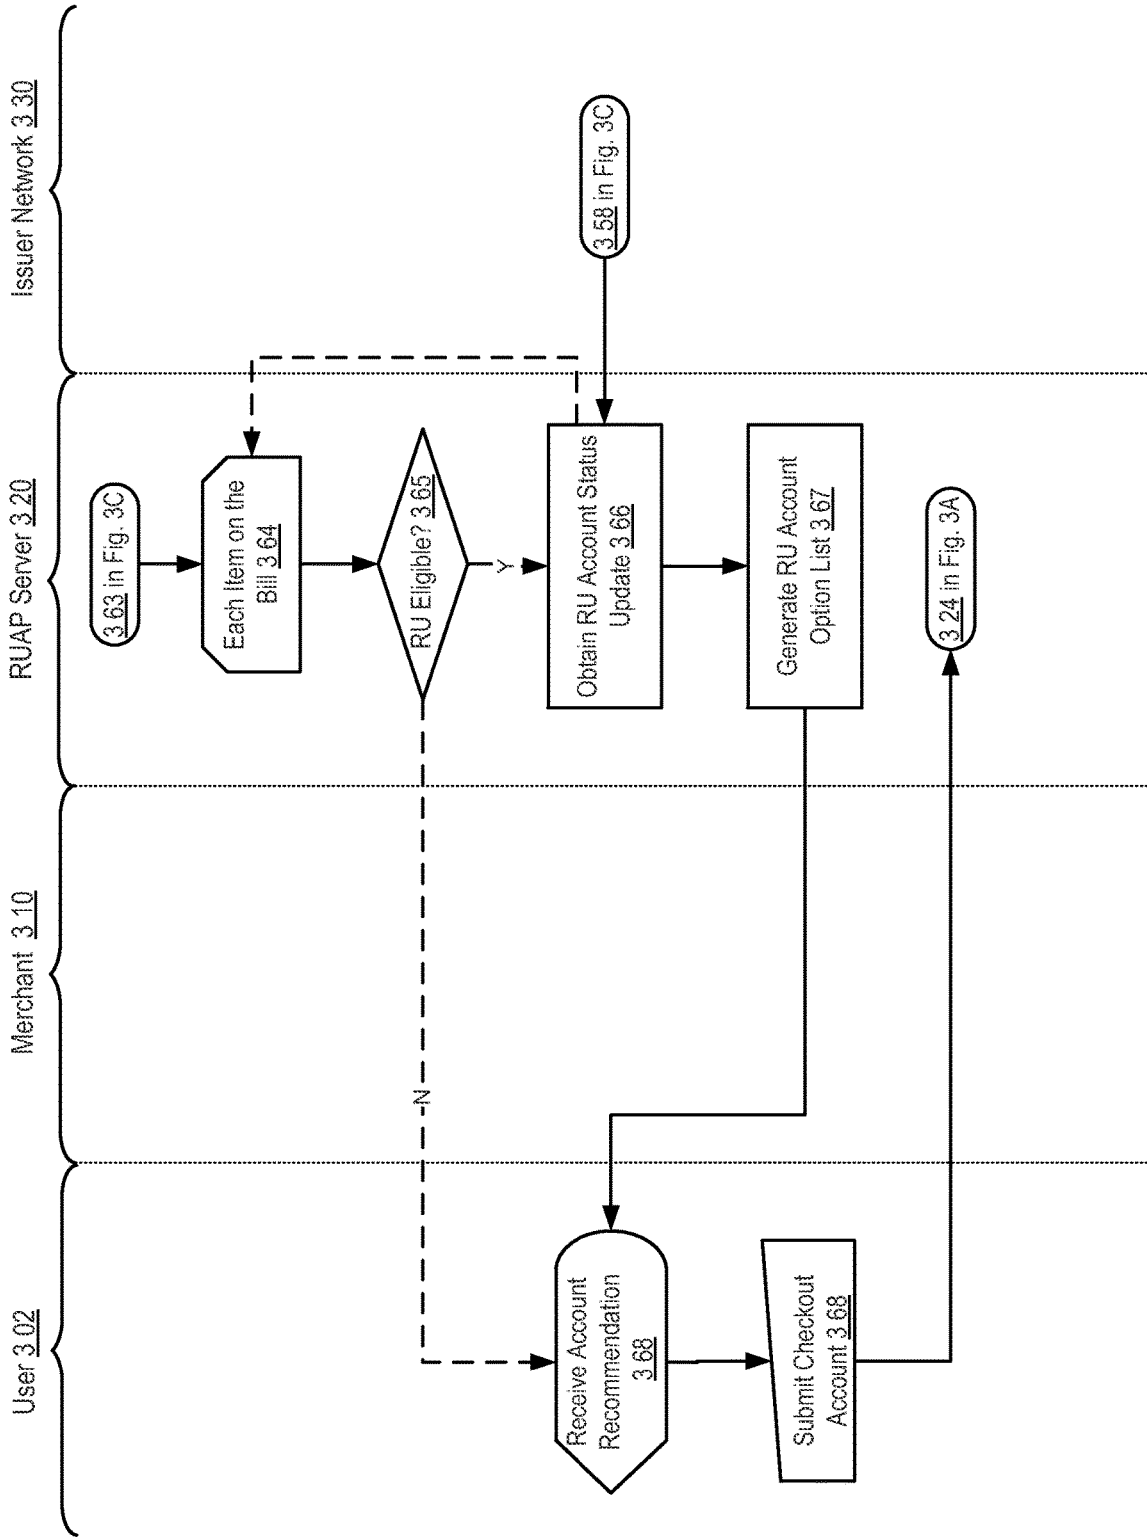 User 3 02
Merchant 3 10
RUAP Server 3 20
Issuer Network 3 30
3 63 in Fig. 3C
Each Item on the
Bill 3 64
RU Eligible? 3 65
N
Y
Obtain RU Account Status
Update 3 66
3 58 in Fig. 3C
Generate RU Account
Option List 3 67
Receive Account
Recommendation
3 68
Submit Checkout
Account 3 68
3 24 in Fig. 3A